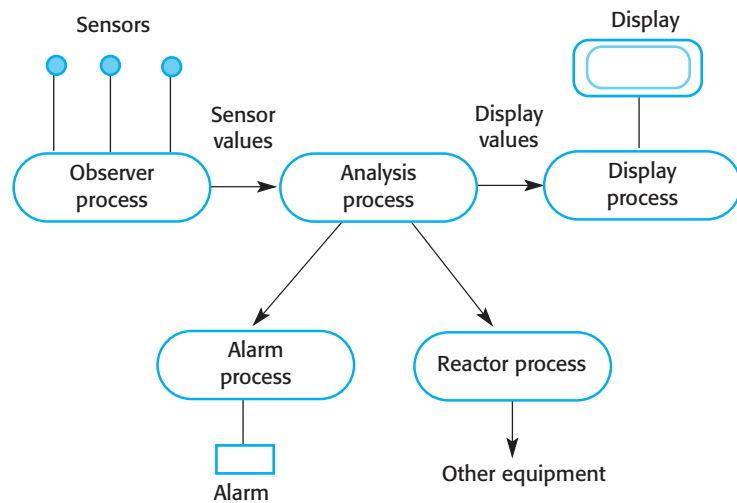 Sensors
Display
Sensor
values
Display
values
Observer
process
Analysis
process
Display
process
Alarm
process
Reactor process
Other equipment
Alarm